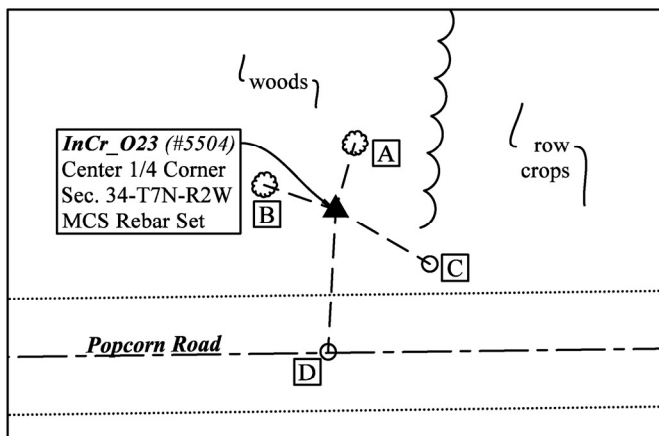 woods
InCr_O23 (#5504)
Center 1/4 Corner
Sec. 34-T7N-R2W
MCS Rebar Set
A
B
row
crops
C
Popcorn Road
D